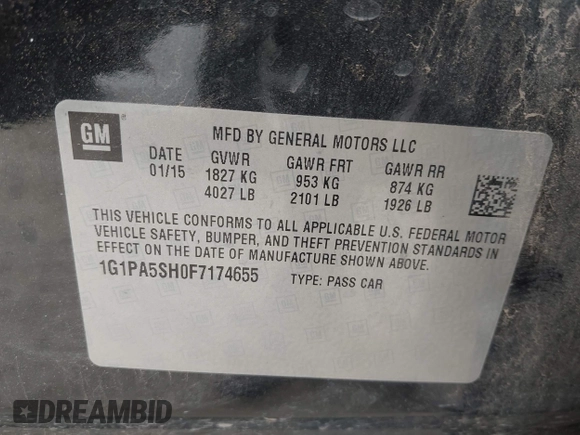 GM
MFD BY GENERAL MOTORS LLC
DATE GVWR GAWR FRT GAWR RR
01/15 1827 KG 953 KG 874 KG
4027 LB 2101 LB 1926 LB
THIS VEHICLE CONFORMS TO ALL APPLICABLE U.S. FEDERAL MOTOR
VEHICLE SAFETY, BUMPER, AND THEFT PREVENTION STANDARDS IN
EFFECT ON THE DATE OF MANUFACTURE SHOWN ABOVE.
1G1PA5SH0F7174655 TYPE: PASS CAR
DREAMBID